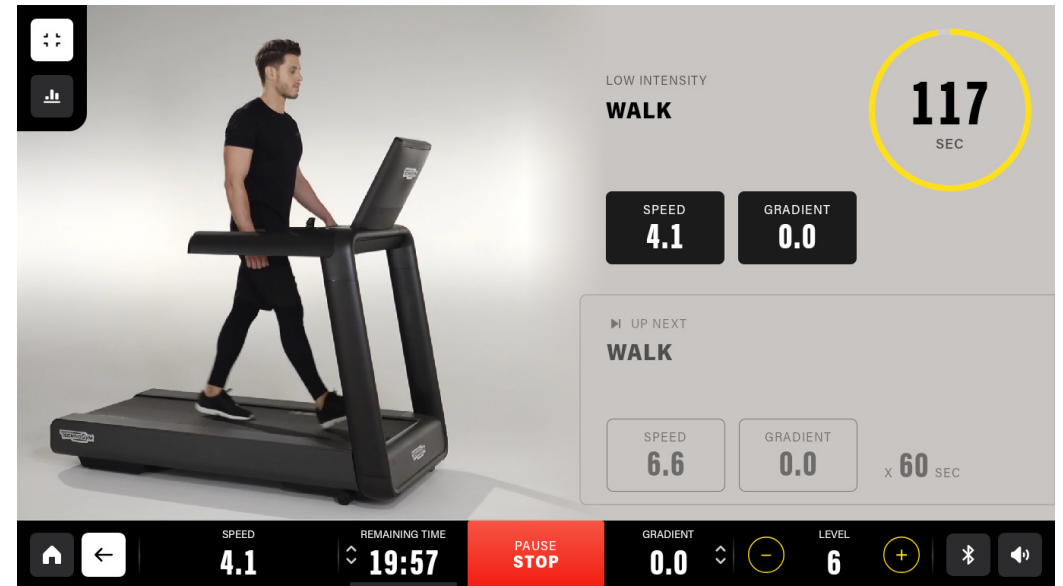 LOW INTENSITY
WALK
117
SEC
SPEED
4.1
GRADIENT
0.0
UP NEXT
WALK
SPEED
6.6
GRADIENT
0.0
X 60 SEC
SPEED
4.1
REMAINING TIME
19:57
PAUSE
STOP
GRADIENT
0.0
LEVEL
6